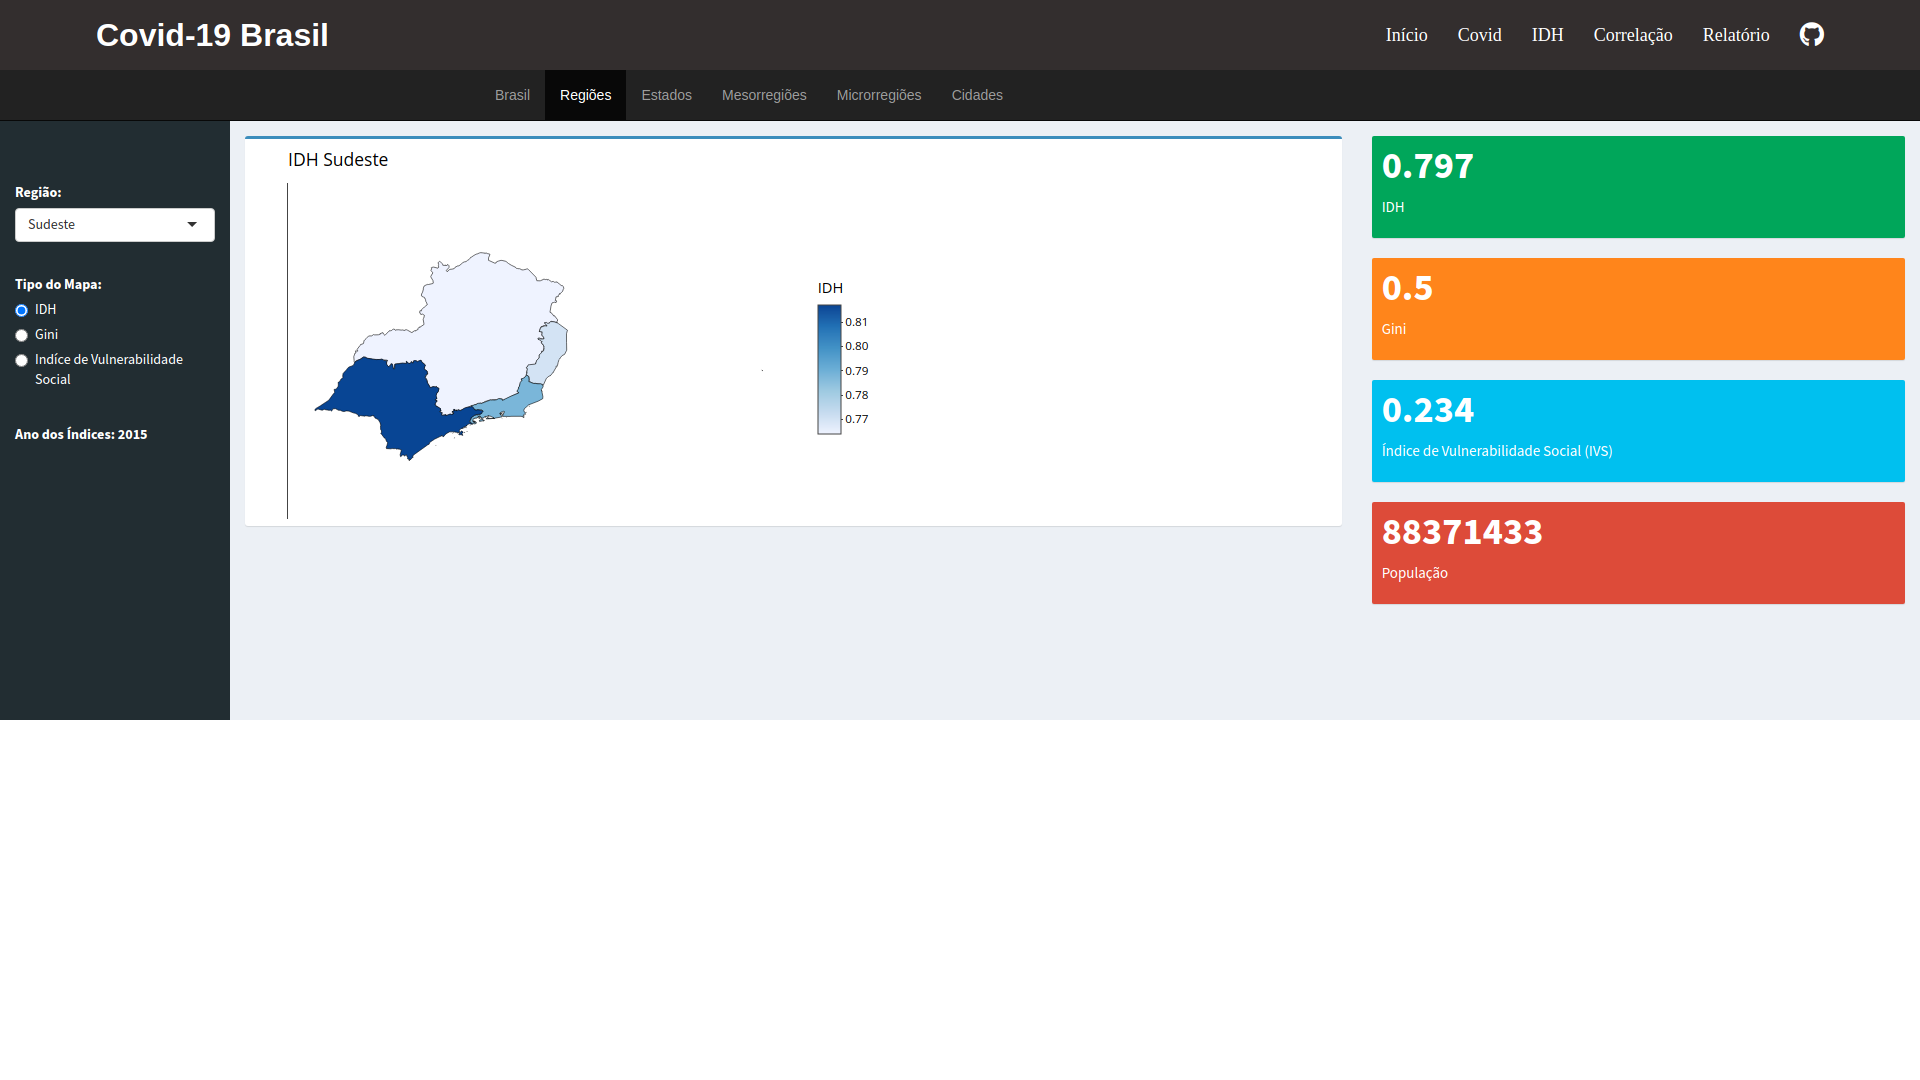 Covid-19 Brasil
Início
Covid
IDH
Correlação
Relatório
Brasil
Regiões
Estados
Mesorregiões
Microrregiões
Cidades
Região:
Sudeste
Tipo do Mapa:
IDH
Gini
Indíce de Vulnerabilidade
Social
Ano dos Índices: 2015
IDH Sudeste
IDH
0.81
0.80
0.79
0.78
0.77
0.797
IDH
0.5
Gini
0.234
Índice de Vulnerabilidade Social (IVS)
88371433
População